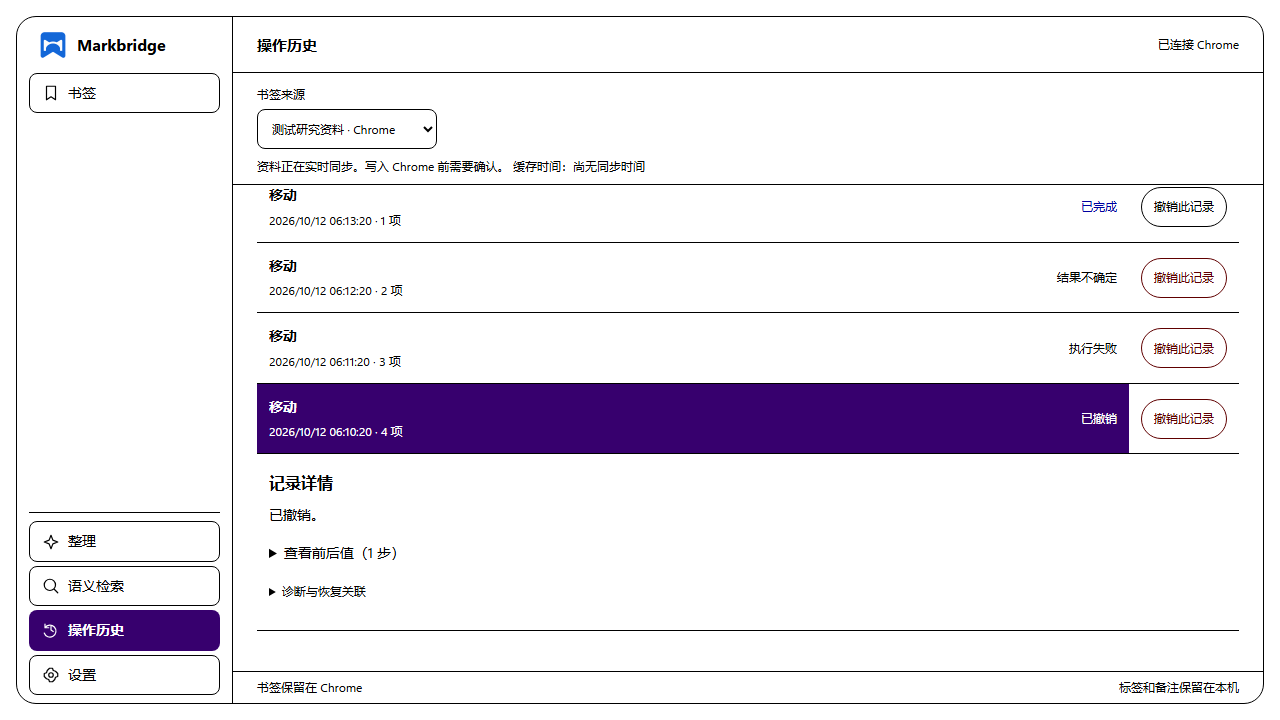 Markbridge
书签
整理
语义检索
操作历史
设置
操作历史
已连接 Chrome
书签来源
测试研究资料 · Chrome
资料正在实时同步。写入 Chrome 前需要确认。 缓存时间：尚无同步时间
移动
2026/10/12 06:13:20 · 1 项
已完成
撤销此记录
移动
2026/10/12 06:12:20 · 2 项
结果不确定
撤销此记录
移动
2026/10/12 06:11:20 · 3 项
执行失败
撤销此记录
移动
2026/10/12 06:10:20 · 4 项
已撤销
撤销此记录
记录详情
已撤销。
查看前后值（1 步）
诊断与恢复关联
书签保留在 Chrome
标签和备注保留在本机